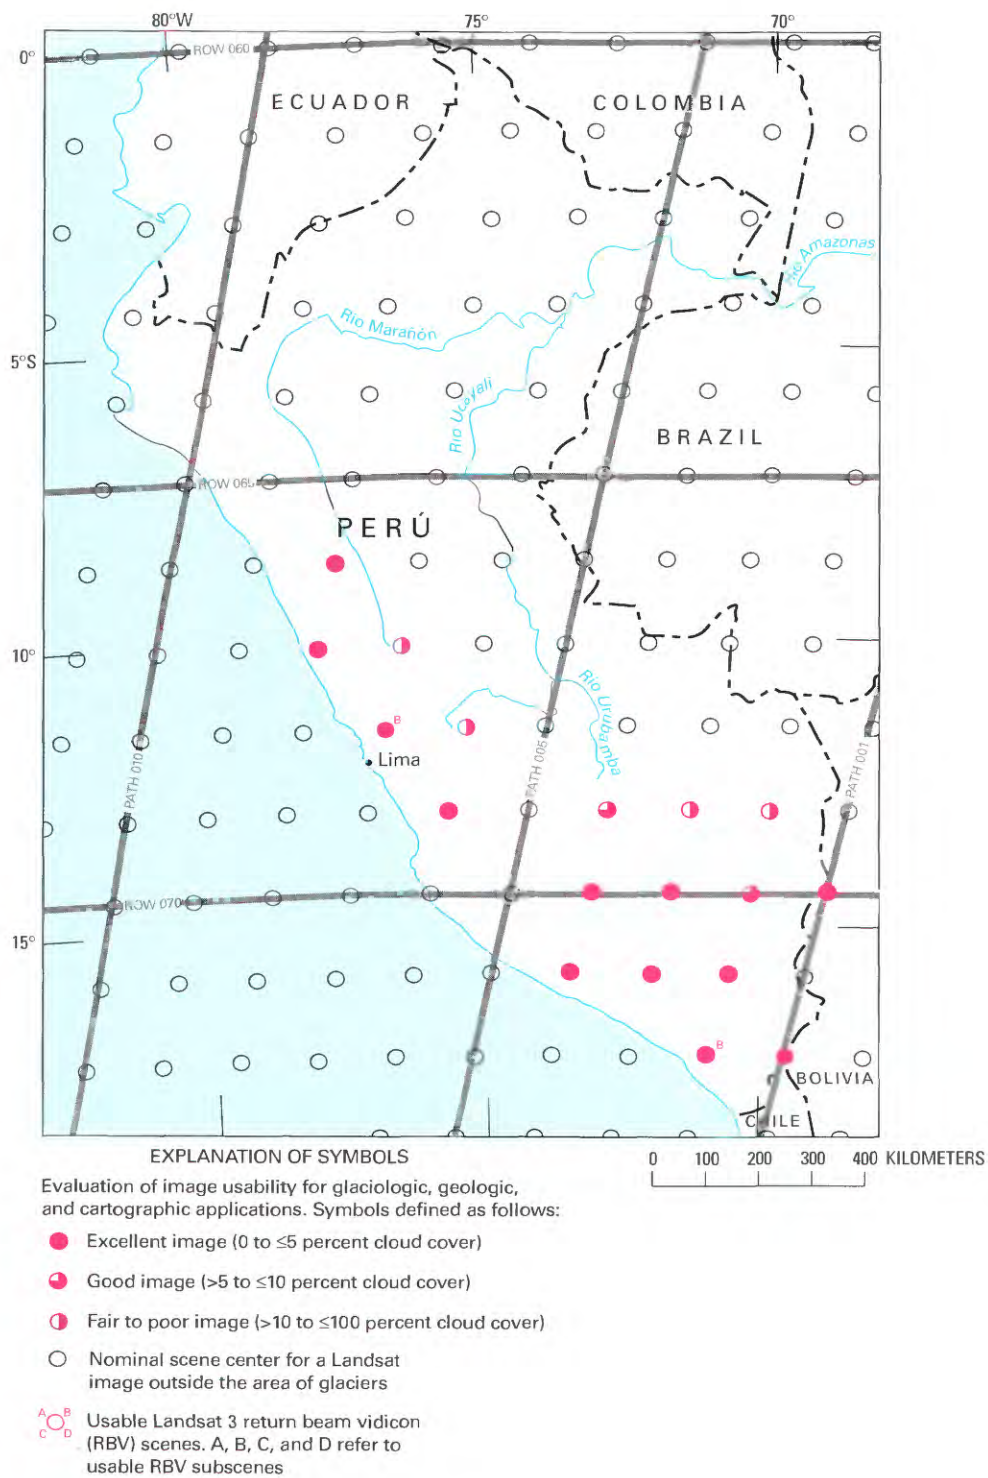 80°W 75° 70°
0°
ROW 060
ECUADOR
COLOMBIA
Río Amazonas
Río Marañón
5°S
Río Ucayali
BRAZIL
ROW 065
PERÚ
10°
Río Urubamba
B
Lima
PATH 010
PATH 005
PATH 001
ROW 070
15°
B
BOLIVIA
CHILE
EXPLANATION OF SYMBOLS
0 100 200 300 400 KILOMETERS
Evaluation of image usability for glaciologic, geologic,
and cartographic applications. Symbols defined as follows:
Excellent image (0 to ≤5 percent cloud cover)
Good image (>5 to ≤10 percent cloud cover)
Fair to poor image (>10 to ≤100 percent cloud cover)
Nominal scene center for a Landsat
image outside the area of glaciers
A B
C D
Usable Landsat 3 return beam vidicon
(RBV) scenes. A, B, C, and D refer to
usable RBV subscenes